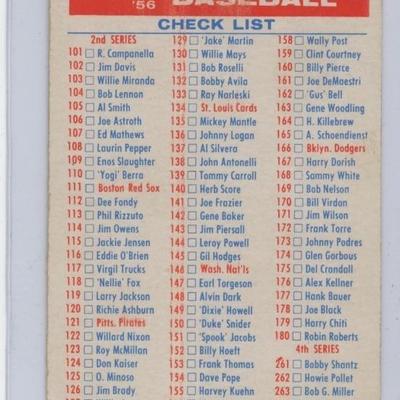 '56 BASEBALL
CHECK LIST
2nd SERIES
101 R. Campanella
102 Jim Davis
103 Willie Miranda
104 Bob Lennon
105 Al Smith
106 Joe Astroth
107 Ed Mathews
108 Laurin Pepper
109 Enos Slaughter
110 'Yogi' Berra
111 Boston Red Sox
112 Dee Fondy
113 Phil Rizzuto
114 Jim Owens
115 Jackie Jensen
116 Eddie O'Brien
117 Virgil Trucks
118 'Nellie' Fox
119 Larry Jackson
120 Richie Ashburn
121 Pitts. Pirates
122 Willard Nixon
123 Roy McMillan
124 Don Kaiser
125 O. Minoso
126 Jim Brady
129 'Jake' Martin
130 Willie Mays
131 Bob Roselli
132 Bobby Avila
133 Ray Narleski
134 St. Louis Cards
135 Mickey Mantle
136 Johnny Logan
137 Al Silvera
138 John Antonelli
139 Tommy Carroll
140 Herb Score
141 Joe Frazier
142 Gene Baker
143 Jim Piersall
144 Leroy Powell
145 Gil Hodges
146 Wash. Nat'ls
147 Earl Torgeson
148 Alvin Dark
149 'Dixie' Howell
150 'Duke' Snider
151 'Spook' Jacobs
152 Billy Hoeft
153 Frank Thomas
154 Dave Pope
155 Harvey Kuehn
158 Wally Post
159 Clint Courtney
160 Billy Pierce
161 Joe DeMaestri
162 'Gus' Bell
163 Gene Woodling
164 H. Killebrew
165 A. Schoendienst
166 Bklyn. Dodgers
167 Harry Dorish
168 Sammy White
169 Bob Nelson
170 Bill Virdon
171 Jim Wilson
172 Frank Torre
173 Johnny Podres
174 Glen Gorbous
175 Del Crandall
176 Alex Kellner
177 Hank Bauer
178 Joe Black
179 Harry Chiti
180 Robin Roberts
4th SERIES
261 Bobby Shantz
262 Howie Pollet
263 Bob G. Miller